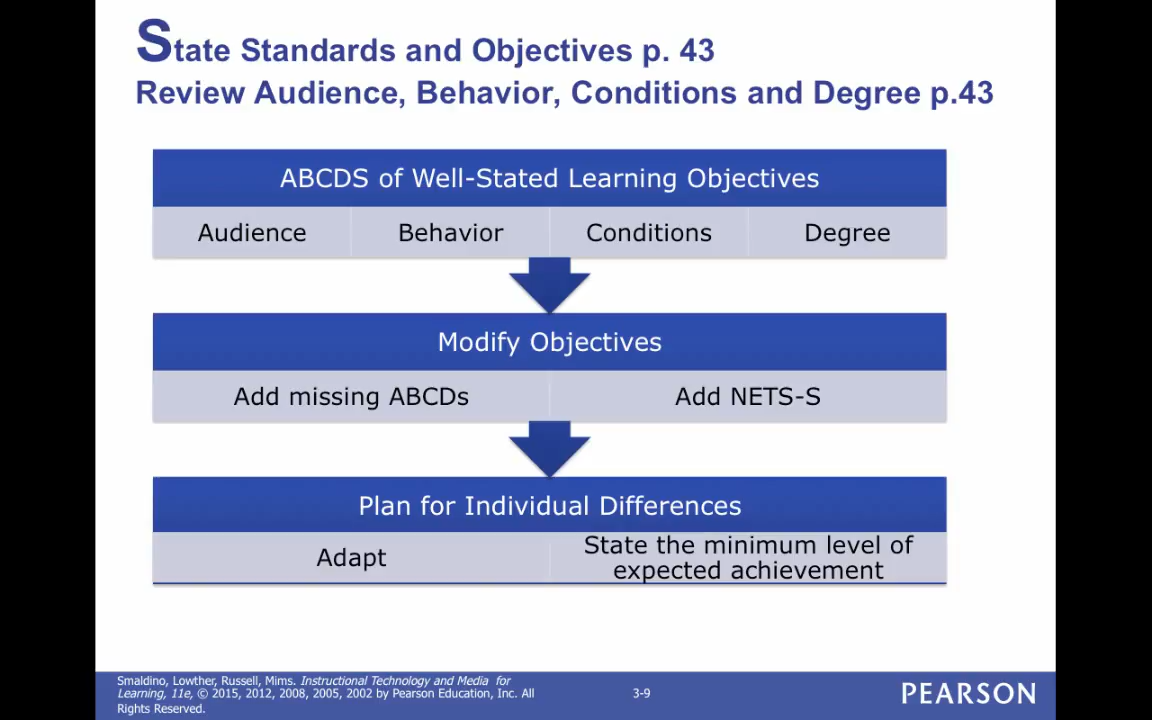 State Standards and Objectives p. 43
Review Audience, Behavior, Conditions and Degree p.43
ABCDS of Well-Stated Learning Objectives
Audience
Behavior
Conditions
Degree
Modify Objectives
Add missing ABCDs
Add NETS-S
Plan for Individual Differences
Adapt
State the minimum level of
expected achievement
Smaldino, Lowther, Russell, Mims. Instructional Technology and Media for
Learning, 11e, © 2015, 2012, 2008, 2005, 2002 by Pearson Education, Inc. All
Rights Reserved.
3-9
PEARSON